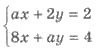 ax + 2y = 2
8x + ay = 4